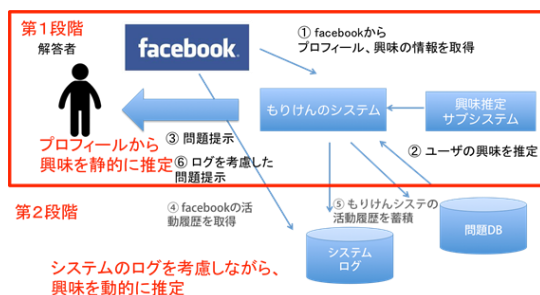 第1段階
解答者
facebook
① facebookから
プロフィール、興味の情報を取得
もりけんのシステム
興味推定
サブシステム
プロフィールから
興味を静的に推定
③ 問題提示
⑥ ログを考慮した
問題提示
② ユーザの興味を推定
第2段階
④ facebookの活
動履歴を取得
⑤ もりけんシステの
活動履歴を蓄積
問題DB
システム
ログ
システムのログを考慮しながら、
興味を動的に推定